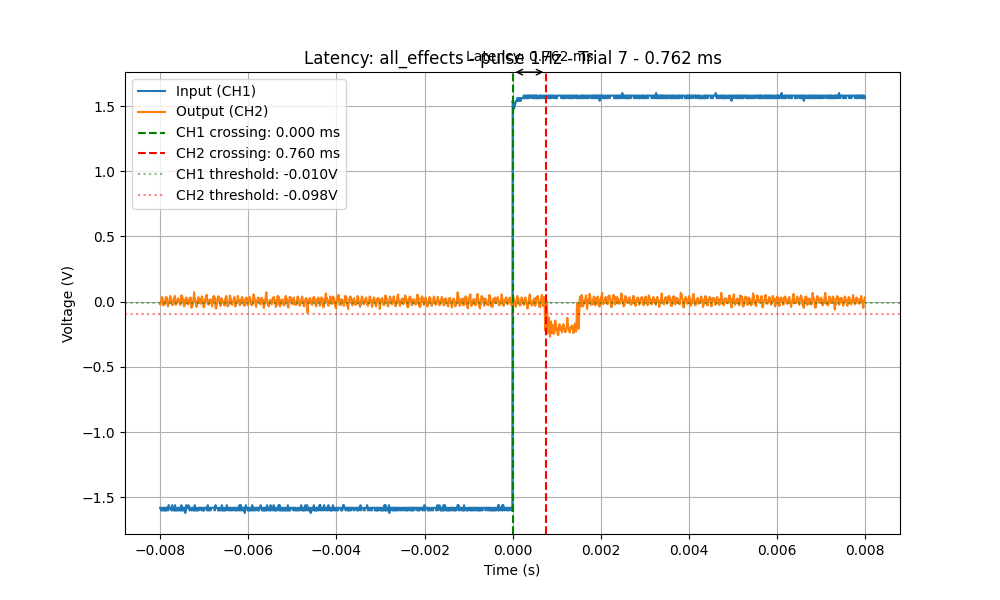 Latency: 0.762 ms
Latency: all_effects - pulse 1Hz - Trial 7 - 0.762 ms
Input (CH1)
Output (CH2)
CH1 crossing: 0.000 ms
CH2 crossing: 0.760 ms
CH1 threshold: -0.010V
CH2 threshold: -0.098V
1.5
1.0
0.5
0.0
−0.5
−1.0
−1.5
Voltage (V)
−0.008
−0.006
−0.004
−0.002
0.000
0.002
0.004
0.006
0.008
Time (s)